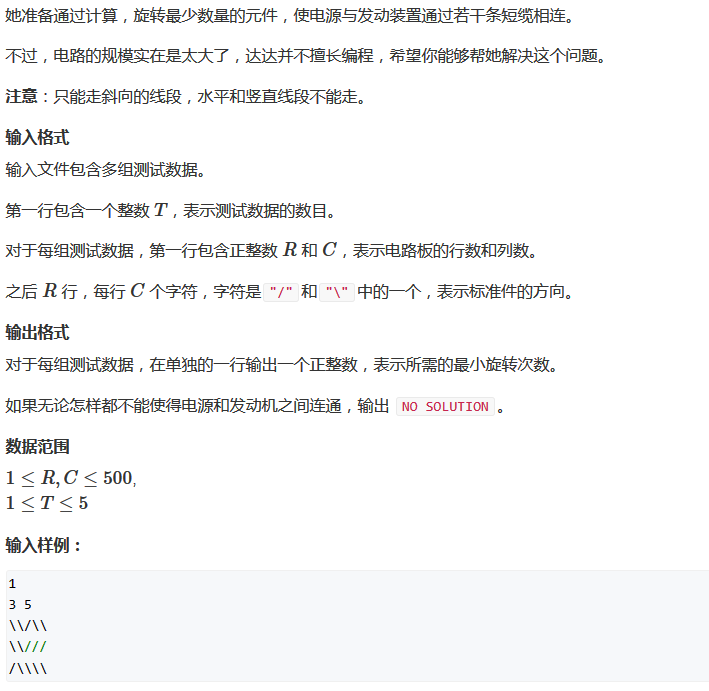 她准备通过计算，旋转最少数量的元件，使电源与发动装置通过若干条短缆相连。
不过，电路的规模实在是太大了，达达并不擅长编程，希望你能够帮她解决这个问题。
注意：只能走斜向的线段，水平和竖直线段不能走。
输入格式
输入文件包含多组测试数据。
第一行包含一个整数 T，表示测试数据的数目。
对于每组测试数据，第一行包含正整数 R 和 C，表示电路板的行数和列数。
之后 R 行，每行 C 个字符，字符是"/"和"\"中的一个，表示标准件的方向。
输出格式
对于每组测试数据，在单独的一行输出一个正整数，表示所需的最小旋转次数。
如果无论怎样都不能使得电源和发动机之间连通，输出 NO SOLUTION 。
数据范围
1 ≤ R, C ≤ 500,
1 ≤ T ≤ 5
输入样例：
1
3 5
\\/\\
\\///
/\\\\